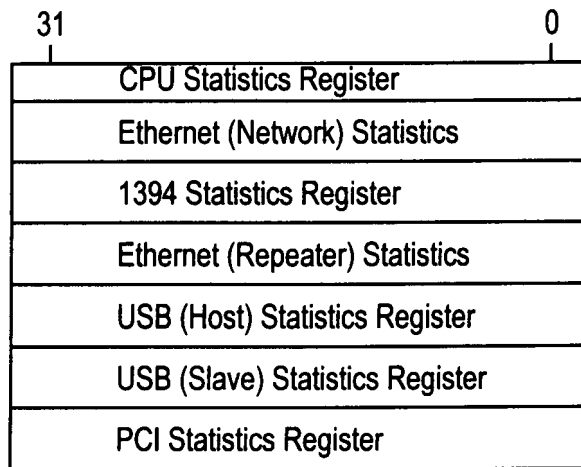 31 0
CPU Statistics Register
Ethernet (Network) Statistics
1394 Statistics Register
Ethernet (Repeater) Statistics
USB (Host) Statistics Register
USB (Slave) Statistics Register
PCI Statistics Register